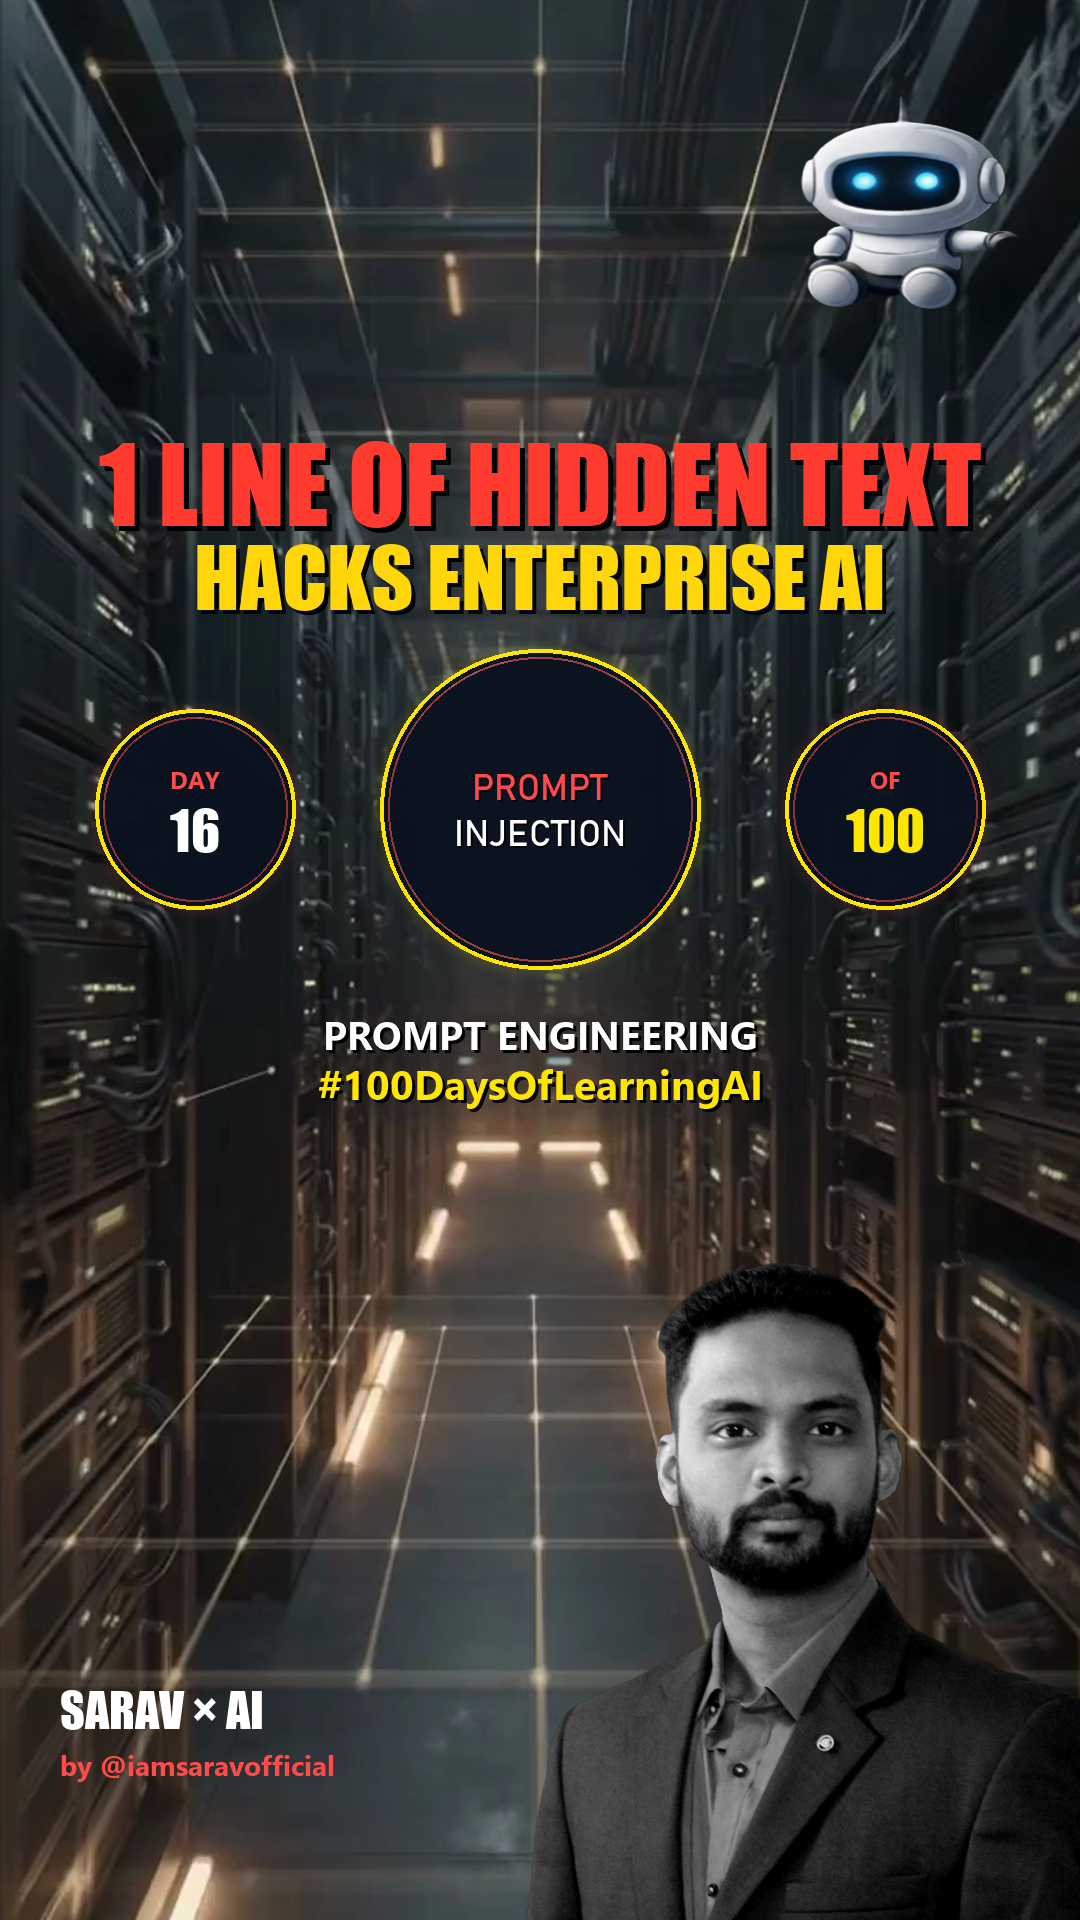 1 LINE OF HIDDEN TEXT
HACKS ENTERPRISE AI
DAY
16
PROMPT
INJECTION
OF
100
PROMPT ENGINEERING
#100DaysOfLearningAI
SARAV × AI
by @iamsaravofficial